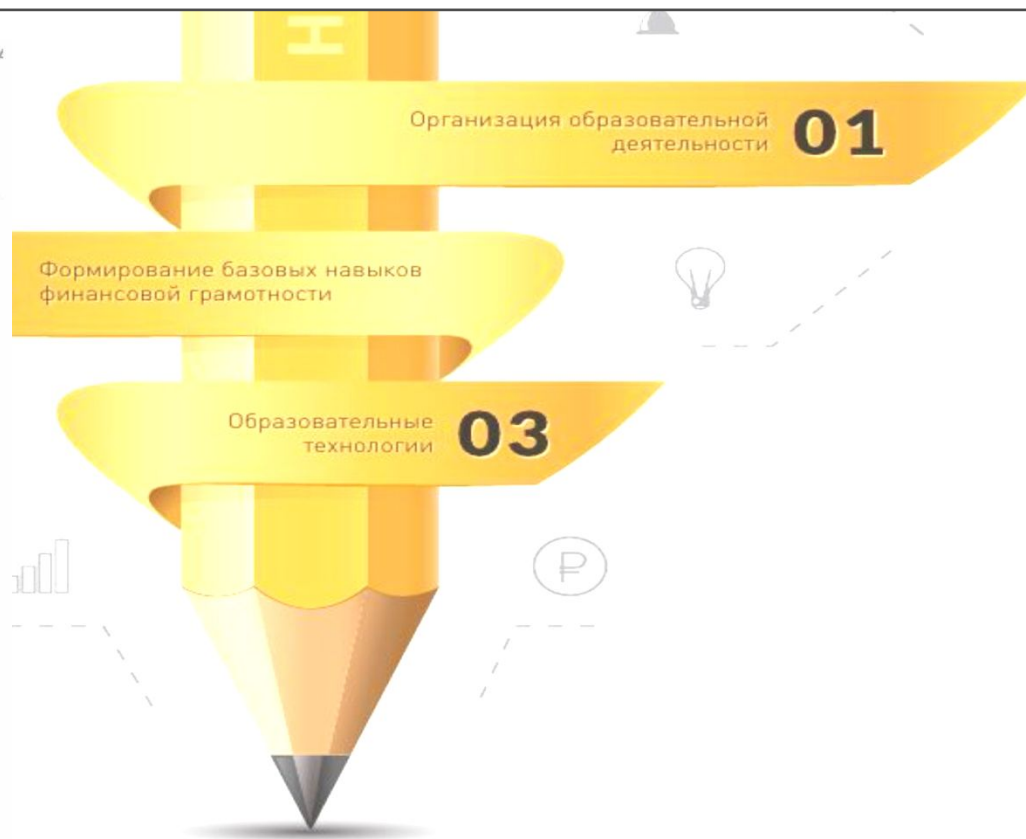 Н
Организация образовательной
деятельности
01
Формирование базовых навыков
финансовой грамотности
Образовательные
технологии
03
₽